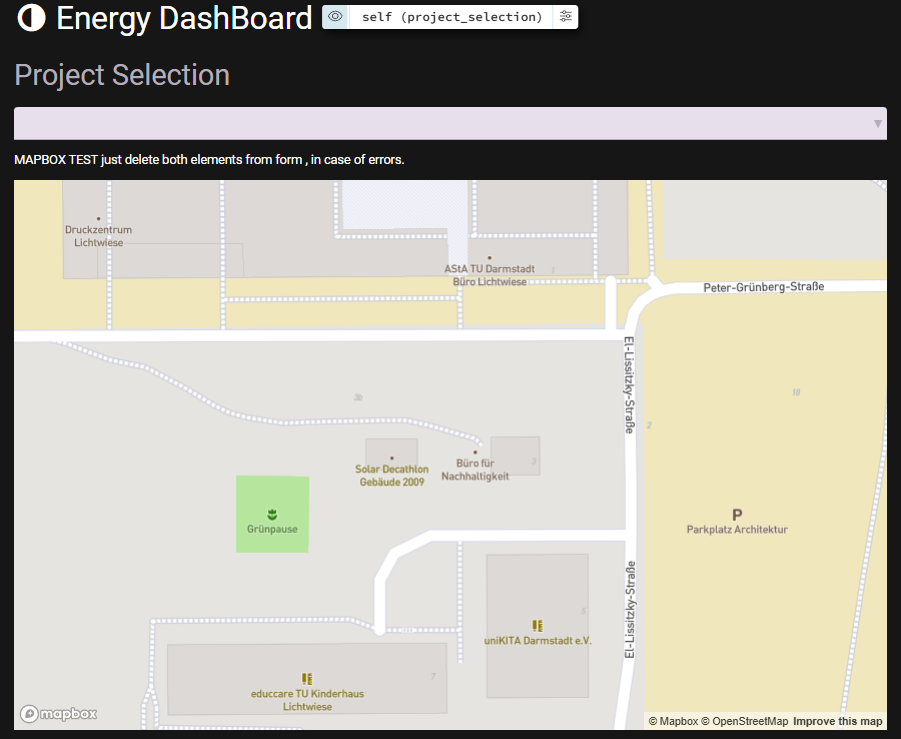 Energy DashBoard
self (project_selection)
Project Selection
MAPBOX TEST just delete both elements from form , in case of errors.
Druckzentrum
Lichtwiese
AStA TU Darmstadt
Büro Lichtwiese
1
Peter-Grünberg-Straße
El-Lissitzky-Straße
3b
18
2
Solar Decathlon
Gebäude 2009
Büro für
Nachhaltigkeit
3
Grünpause
P
Parkplatz Architektur
El-Lissitzky-Straße
5
uniKITA Darmstadt e.V.
7
educcare TU Kinderhaus
Lichtwiese
mapbox
© Mapbox © OpenStreetMap Improve this map